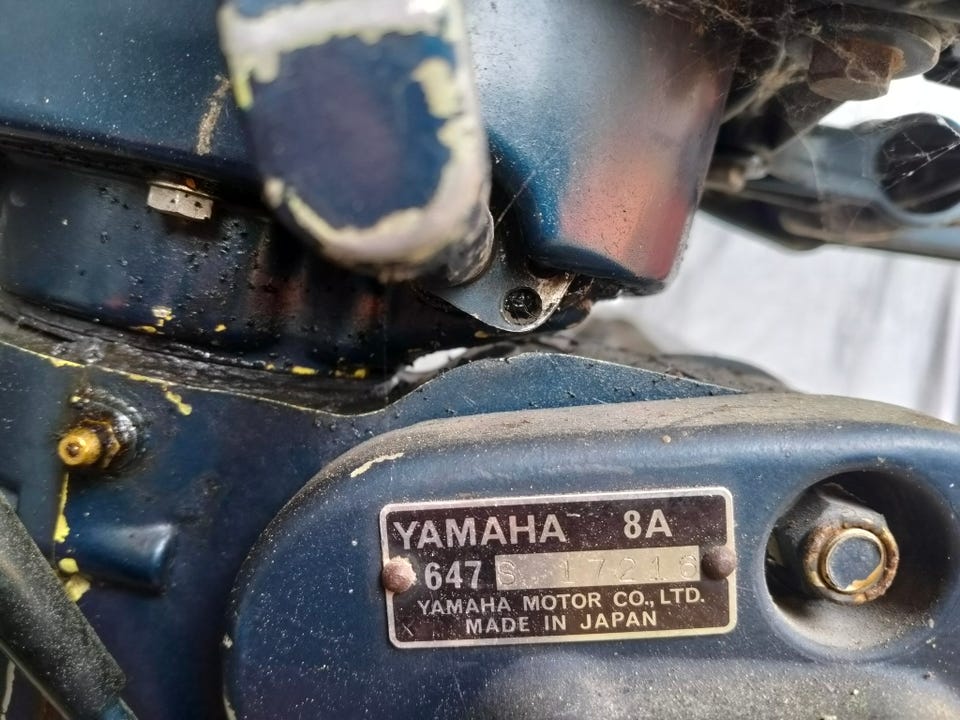 YAMAHA 8A
647 S 17216
YAMAHA MOTOR CO., LTD.
MADE IN JAPAN